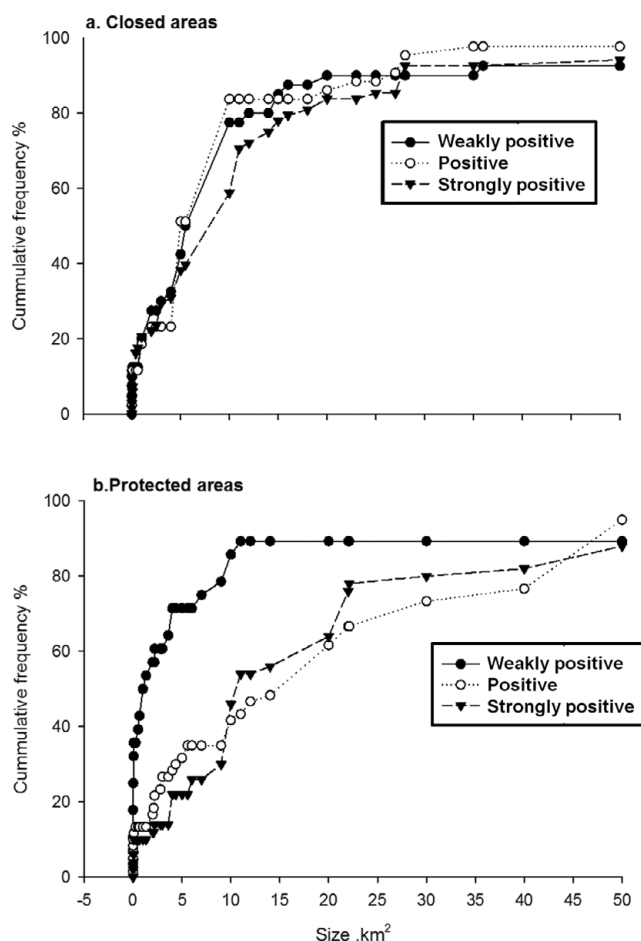 a. Closed areas
100
80
60
40
20
0
Cummulative frequency %
Weakly positive
Positive
Strongly positive
b.Protected areas
100
80
60
40
20
0
Cummulative frequency %
Weakly positive
Positive
Strongly positive
-5 0 5 10 15 20 25 30 35 40 45 50
Size .km²